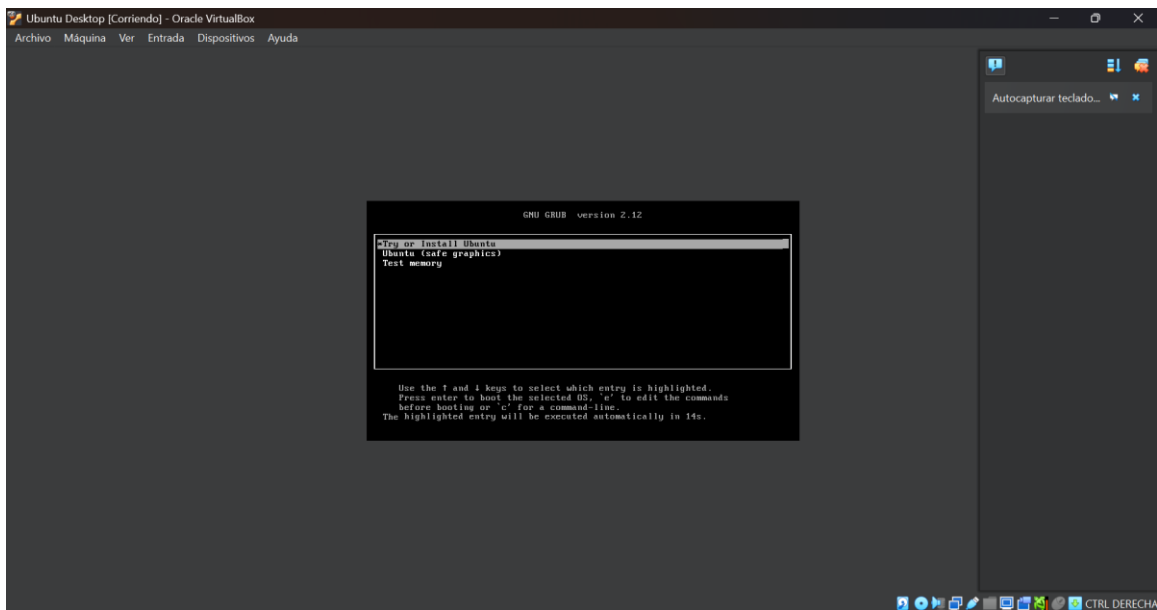 Ubuntu Desktop [Corriendo] - Oracle VirtualBox
Archivo Máquina Ver Entrada Dispositivos Ayuda
Autocapturar teclado...
GNU GRUB version 2.12
*Try or Install Ubuntu
Ubuntu (safe graphics)
Test memory
Use the ↑ and ↓ keys to select which entry is highlighted.
Press enter to boot the selected OS, `e' to edit the commands
before booting or `c' for a command-line.
The highlighted entry will be executed automatically in 14s.
CTRL DERECHA